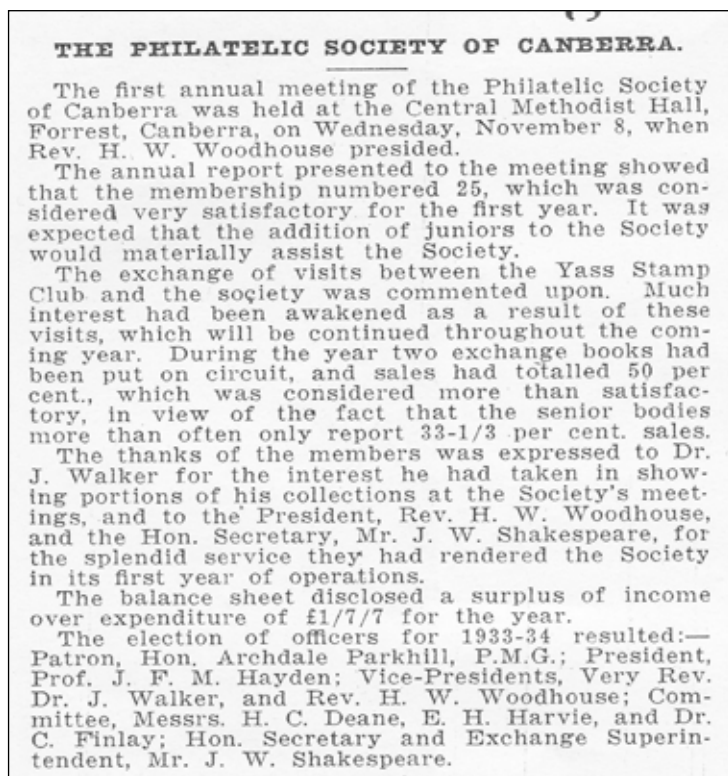 THE PHILATELIC SOCIETY OF CANBERRA.
The first annual meeting of the Philatelic Society
of Canberra was held at the Central Methodist Hall,
Forrest, Canberra, on Wednesday, November 8, when
Rev. H. W. Woodhouse presided.
The annual report presented to the meeting showed
that the membership numbered 25, which was con-
sidered very satisfactory for the first year. It was
expected that the addition of juniors to the Society
would materially assist the Society.
The exchange of visits between the Yass Stamp
Club and the society was commented upon. Much
interest had been awakened as a result of these
visits, which will be continued throughout the com-
ing year. During the year two exchange books had
been put on circuit, and sales had totalled 50 per
cent., which was considered more than satisfac-
tory, in view of the fact that the senior bodies
more than often only report 33-1/3 per cent. sales.
The thanks of the members was expressed to Dr.
J. Walker for the interest he had taken in show-
ing portions of his collections at the Society's meet-
ings, and to the President, Rev. H. W. Woodhouse,
and the Hon. Secretary, Mr. J. W. Shakespeare, for
the splendid service they had rendered the Society
in its first year of operations.
The balance sheet disclosed a surplus of income
over expenditure of £1/7/7 for the year.
The election of officers for 1933-34 resulted:—
Patron, Hon. Archdale Parkhill, P.M.G.; President,
Prof. J. F. M. Hayden; Vice-Presidents, Very Rev.
Dr. J. Walker, and Rev. H. W. Woodhouse; Com-
mittee, Messrs. H. C. Deane, E. H. Harvie, and Dr.
C. Finlay; Hon. Secretary and Exchange Superin-
tendent, Mr. J. W. Shakespeare.